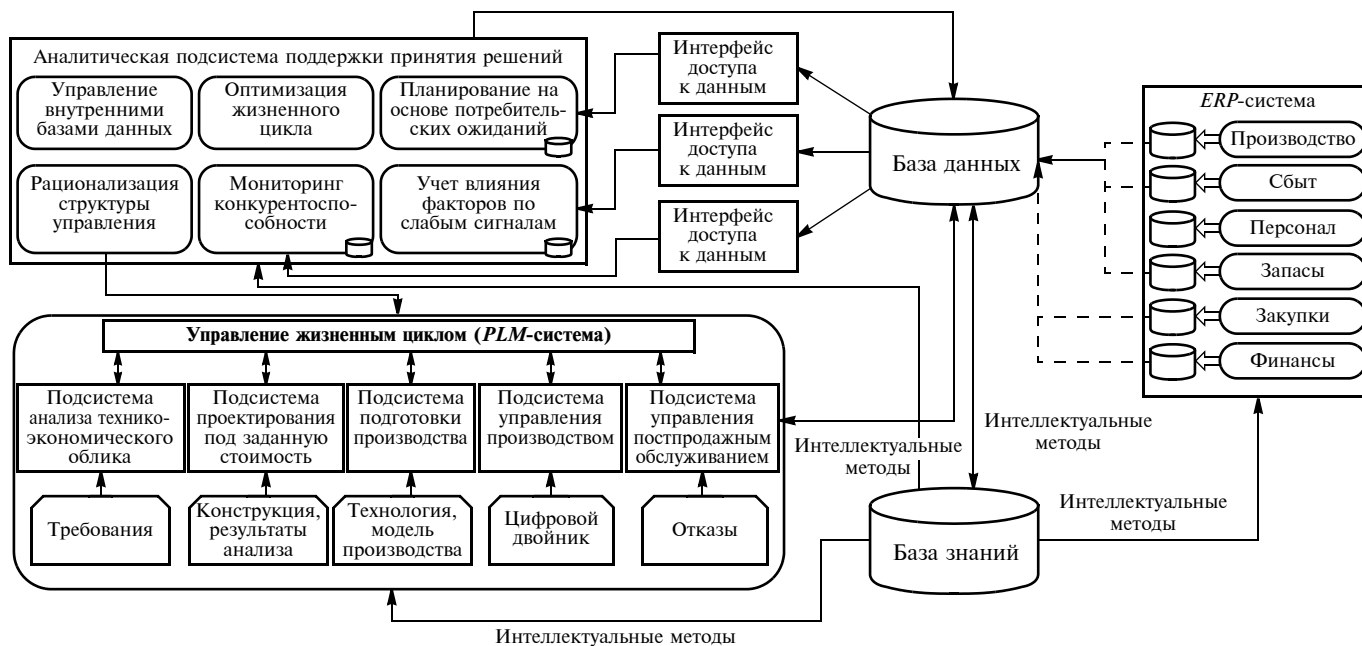 Аналитическая подсистема поддержки принятия решений
Управление
внутренними
базами данных
Оптимизация
жизненного
цикла
Планирование на
основе потребитель-
ских ожиданий
Рационализация
структуры
управления
Мониторинг
конкурентоспо-
собности
Учет влияния
факторов по
слабым сигналам
Интерфейс
доступа
к данным
Интерфейс
доступа
к данным
Интерфейс
доступа
к данным
База данных
ERP-система
Производство
Сбыт
Персонал
Запасы
Закупки
Финансы
Управление жизненным циклом (PLM-система)
Подсистема
анализа технико-
экономического
облика
Подсистема
проектирования
под заданную
стоимость
Подсистема
подготовки
производства
Подсистема
управления
производством
Подсистема
управления
постпродажным
обслуживанием
Требования
Конструкция,
результаты
анализа
Технология,
модель
производства
Цифровой
двойник
Отказы
Интеллектуальные
методы
Интеллектуальные
методы
Интеллектуальные
методы
База знаний
Интеллектуальные методы